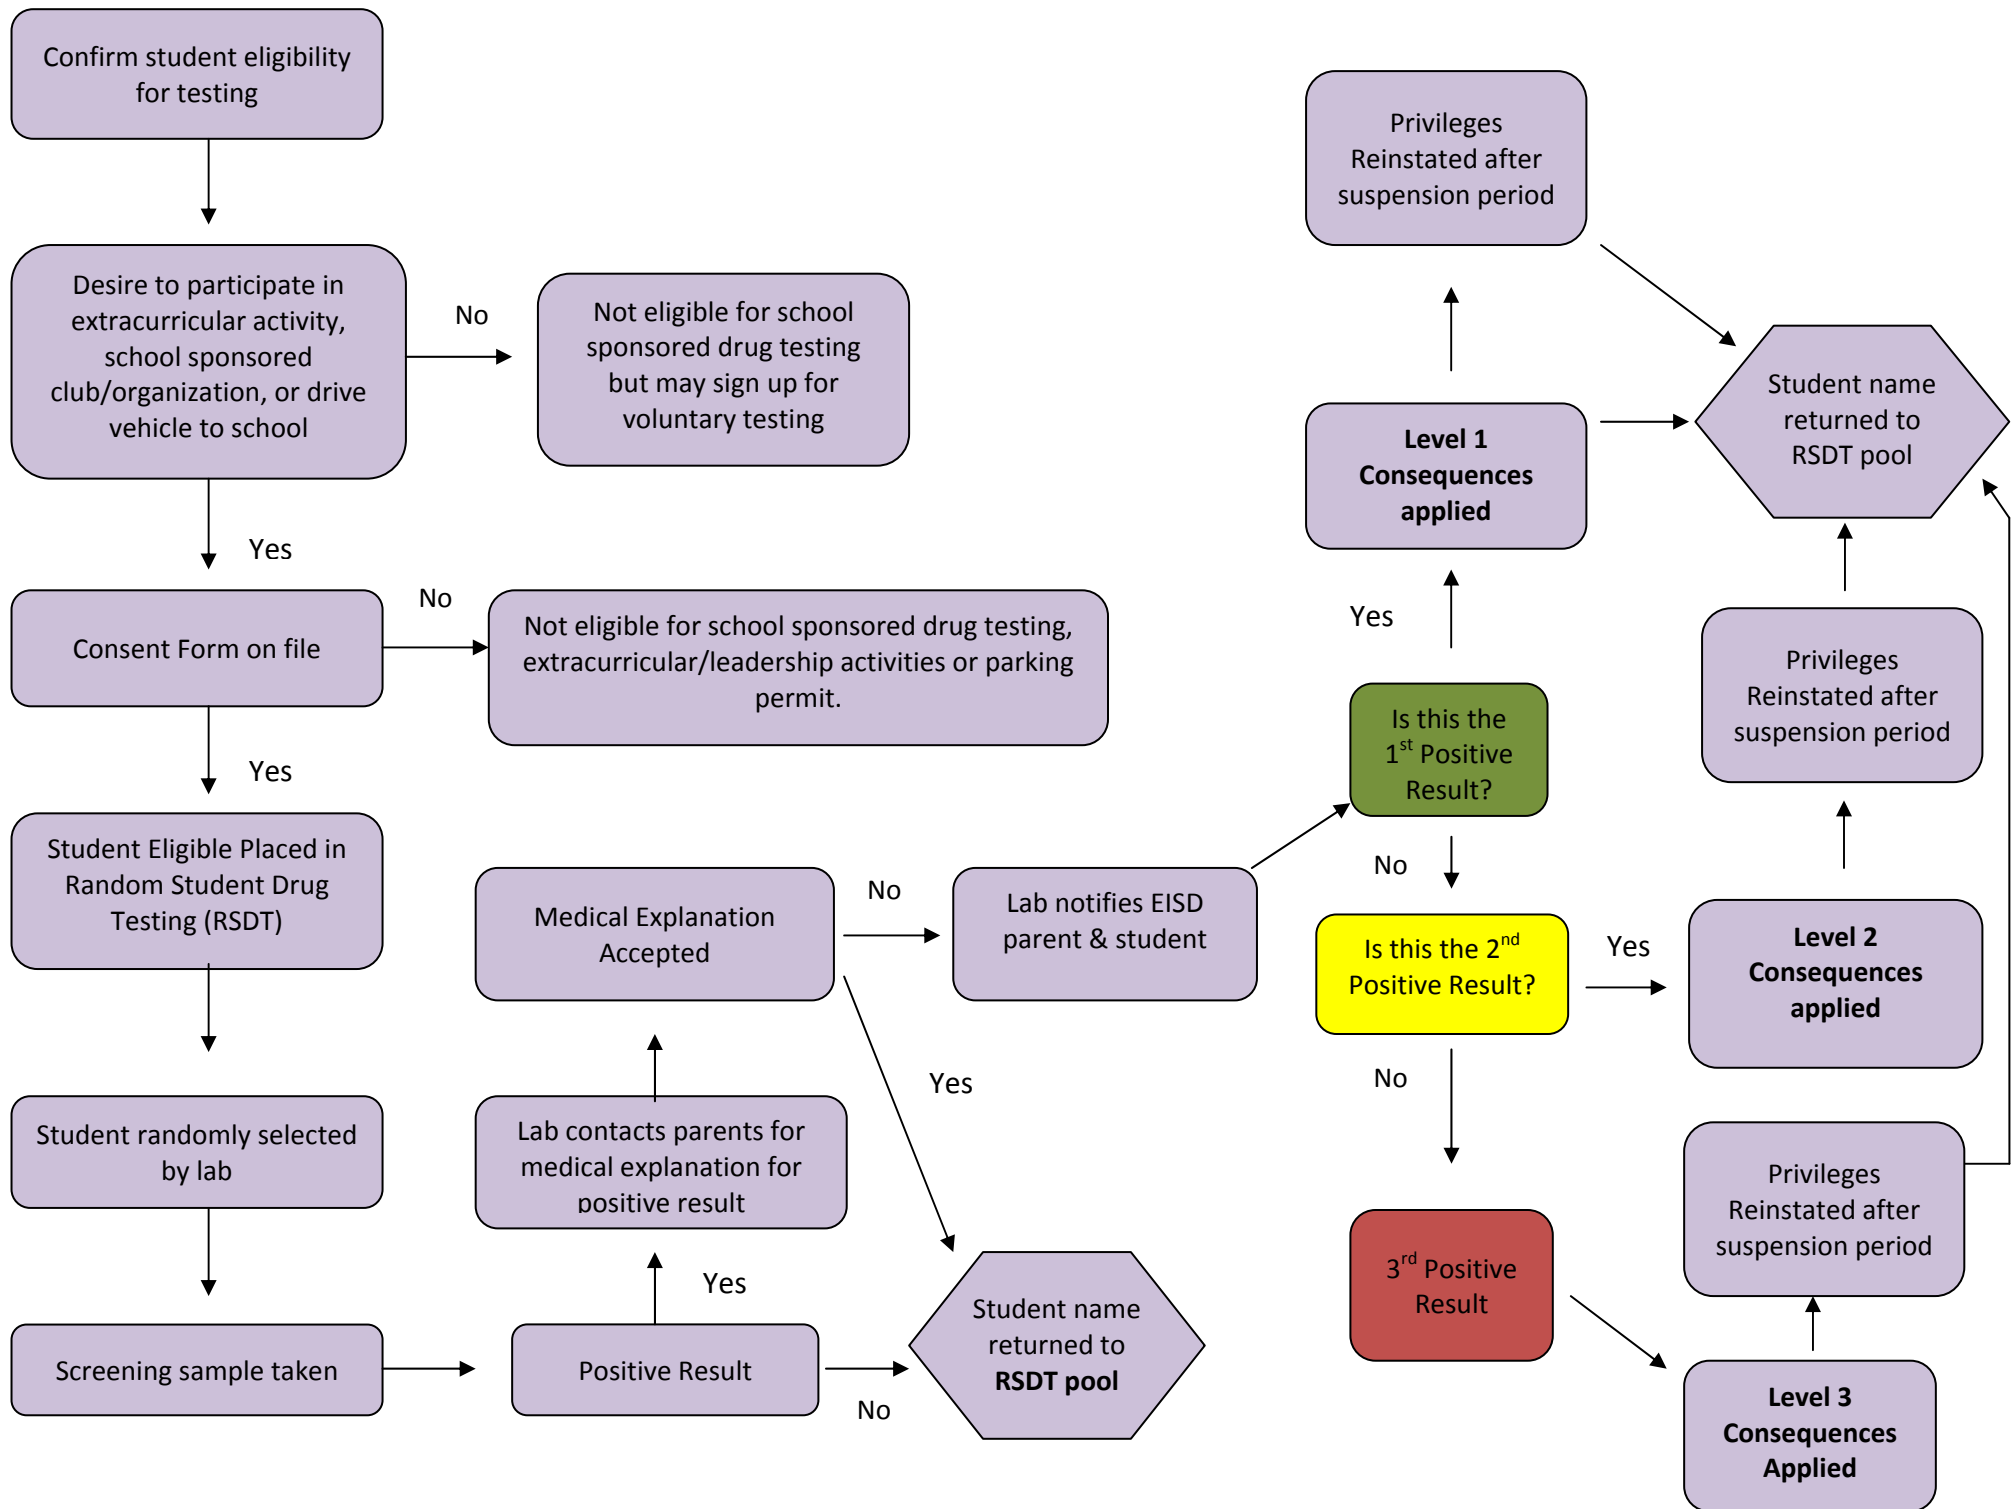 Confirm student eligibility
for testing
Desire to participate in
extracurricular activity,
school sponsored
club/organization, or drive
vehicle to school
No
Not eligible for school
sponsored drug testing
but may sign up for
voluntary testing
Yes
Consent Form on file
No
Not eligible for school sponsored drug testing,
extracurricular/leadership activities or parking
permit.
Yes
Student Eligible Placed in
Random Student Drug
Testing (RSDT)
Student randomly selected
by lab
Screening sample taken
Positive Result
No
Student name
returned to
RSDT pool
Yes
Lab contacts parents for
medical explanation for
positive result
Medical Explanation
Accepted
Yes
No
Lab notifies EISD
parent & student
Is this the
1st Positive
Result?
Yes
Level 1
Consequences
applied
Privileges
Reinstated after
suspension period
Student name
returned to
RSDT pool
No
Is this the 2nd
Positive Result?
Yes
Level 2
Consequences
applied
Privileges
Reinstated after
suspension period
No
3rd Positive
Result
Level 3
Consequences
Applied
Privileges
Reinstated after
suspension period